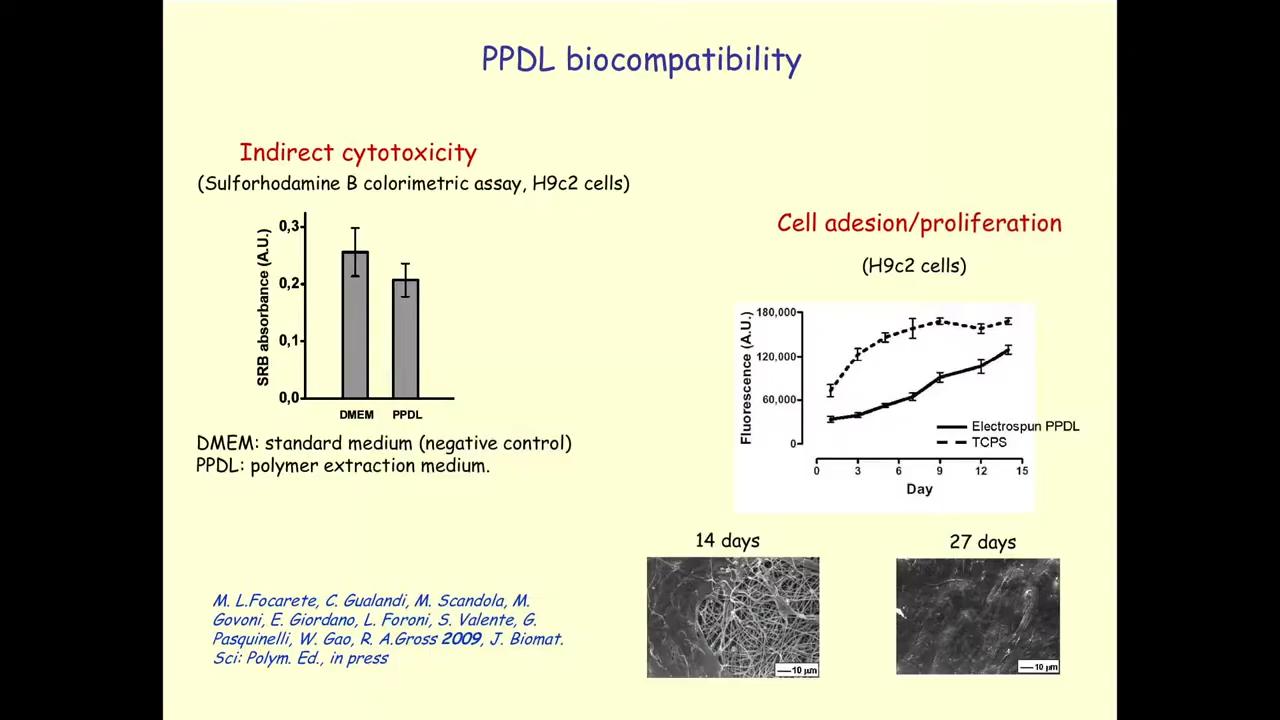 PPDL biocompatibility
Indirect cytotoxicity
(Sulforhodamine B colorimetric assay, H9c2 cells)
SRB absorbance (A.U.)
0,3
0,2
0,1
0,0
DMEM PPDL
DMEM: standard medium (negative control)
PPDL: polymer extraction medium.
Cell adesion/proliferation
(H9c2 cells)
Fluorescence (A.U.)
180,000
120,000
60,000
0
Electrospun PPDL
TCPS
0 3 6 9 12 15
Day
14 days
10 µm
27 days
10 µm
M. L.Focarete, C. Gualandi, M. Scandola, M.
Govoni, E. Giordano, L. Foroni, S. Valente, G.
Pasquinelli, W. Gao, R. A.Gross 2009, J. Biomat.
Sci: Polym. Ed., in press